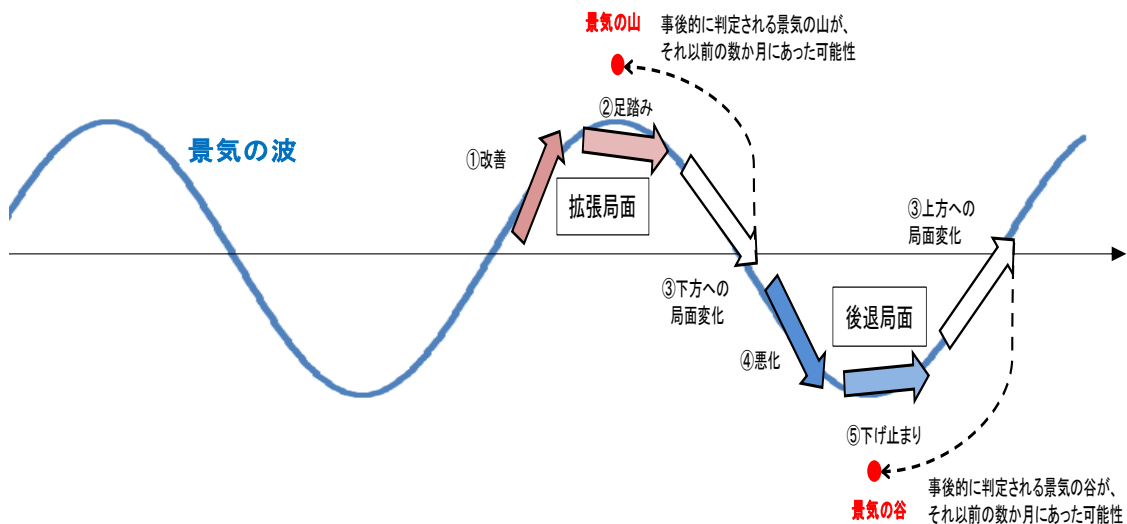 景気の山
事後的に判定される景気の山が、
それ以前の数か月にあった可能性
②足踏み
景気の波
①改善
拡張局面
③上方への
局面変化
③下方への
局面変化
後退局面
④悪化
⑤下げ止まり
事後的に判定される景気の谷が、
それ以前の数か月にあった可能性
景気の谷